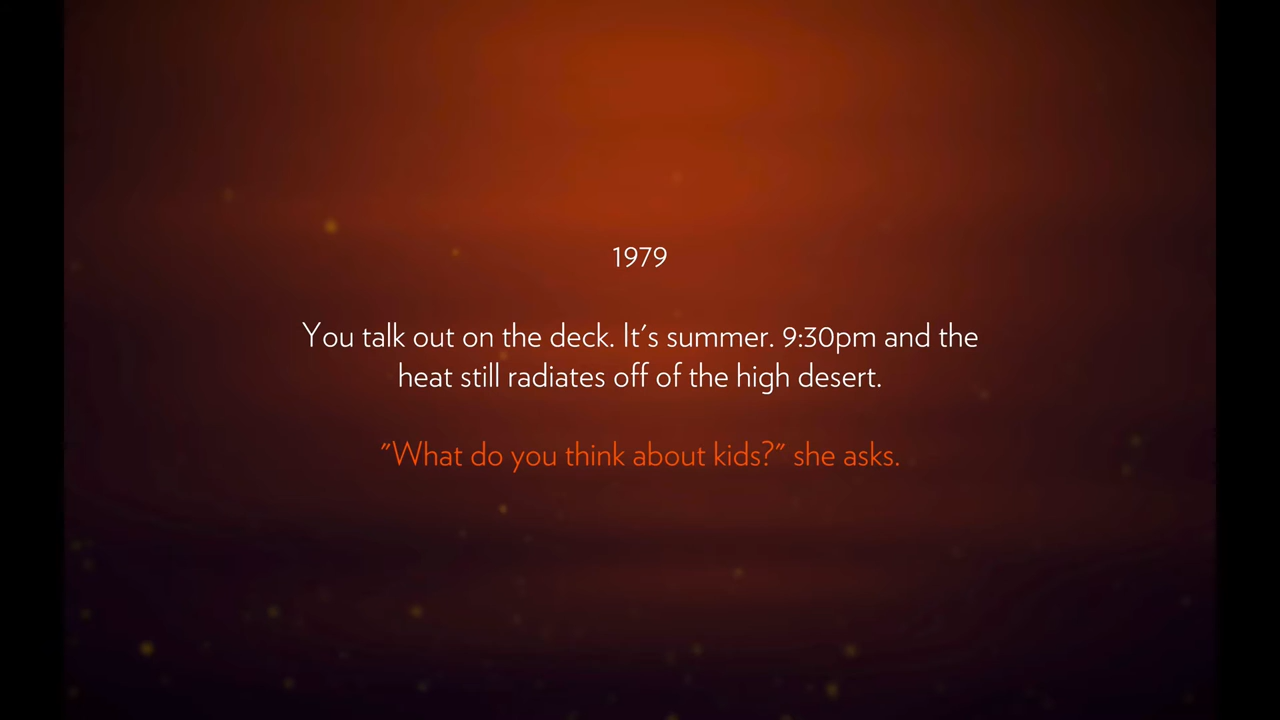 1979
You talk out on the deck. It's summer. 9:30pm and the
heat still radiates off of the high desert.
"What do you think about kids?" she asks.